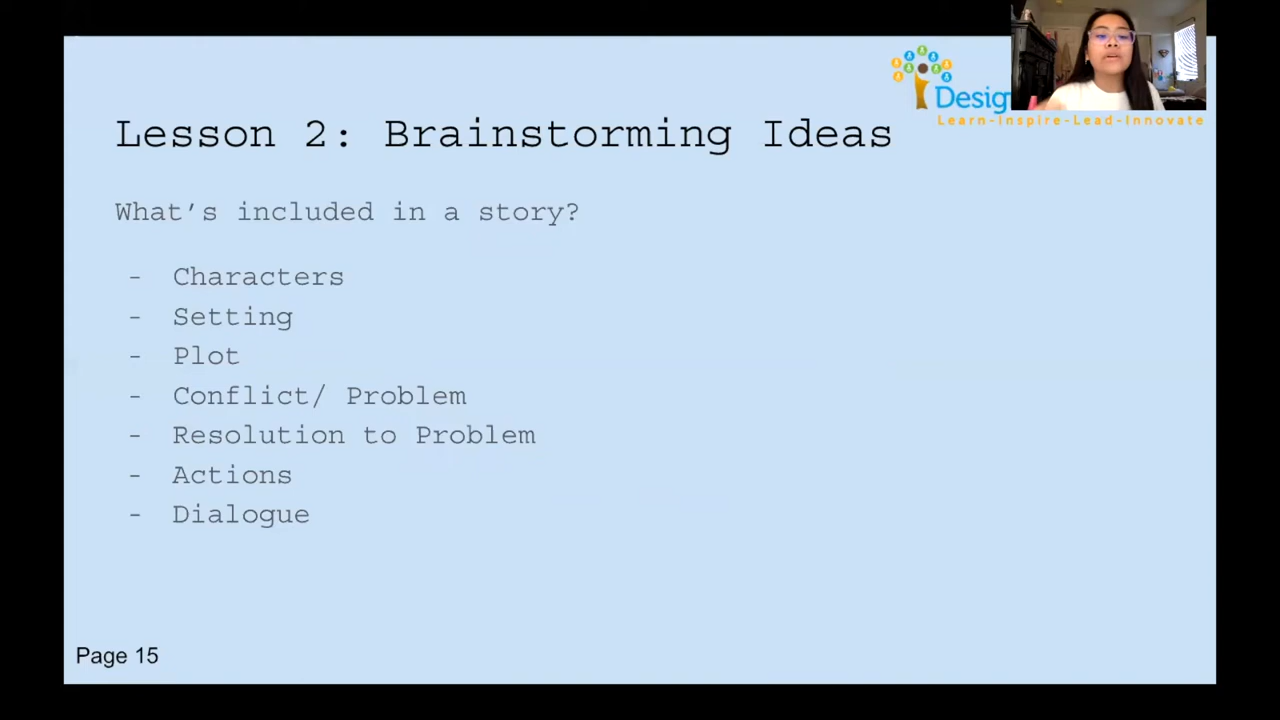 Desig
Learn-Inspire-Lead-Innovate
Lesson 2: Brainstorming Ideas
What’s included in a story?
- Characters
- Setting
- Plot
- Conflict/ Problem
- Resolution to Problem
- Actions
- Dialogue
Page 15